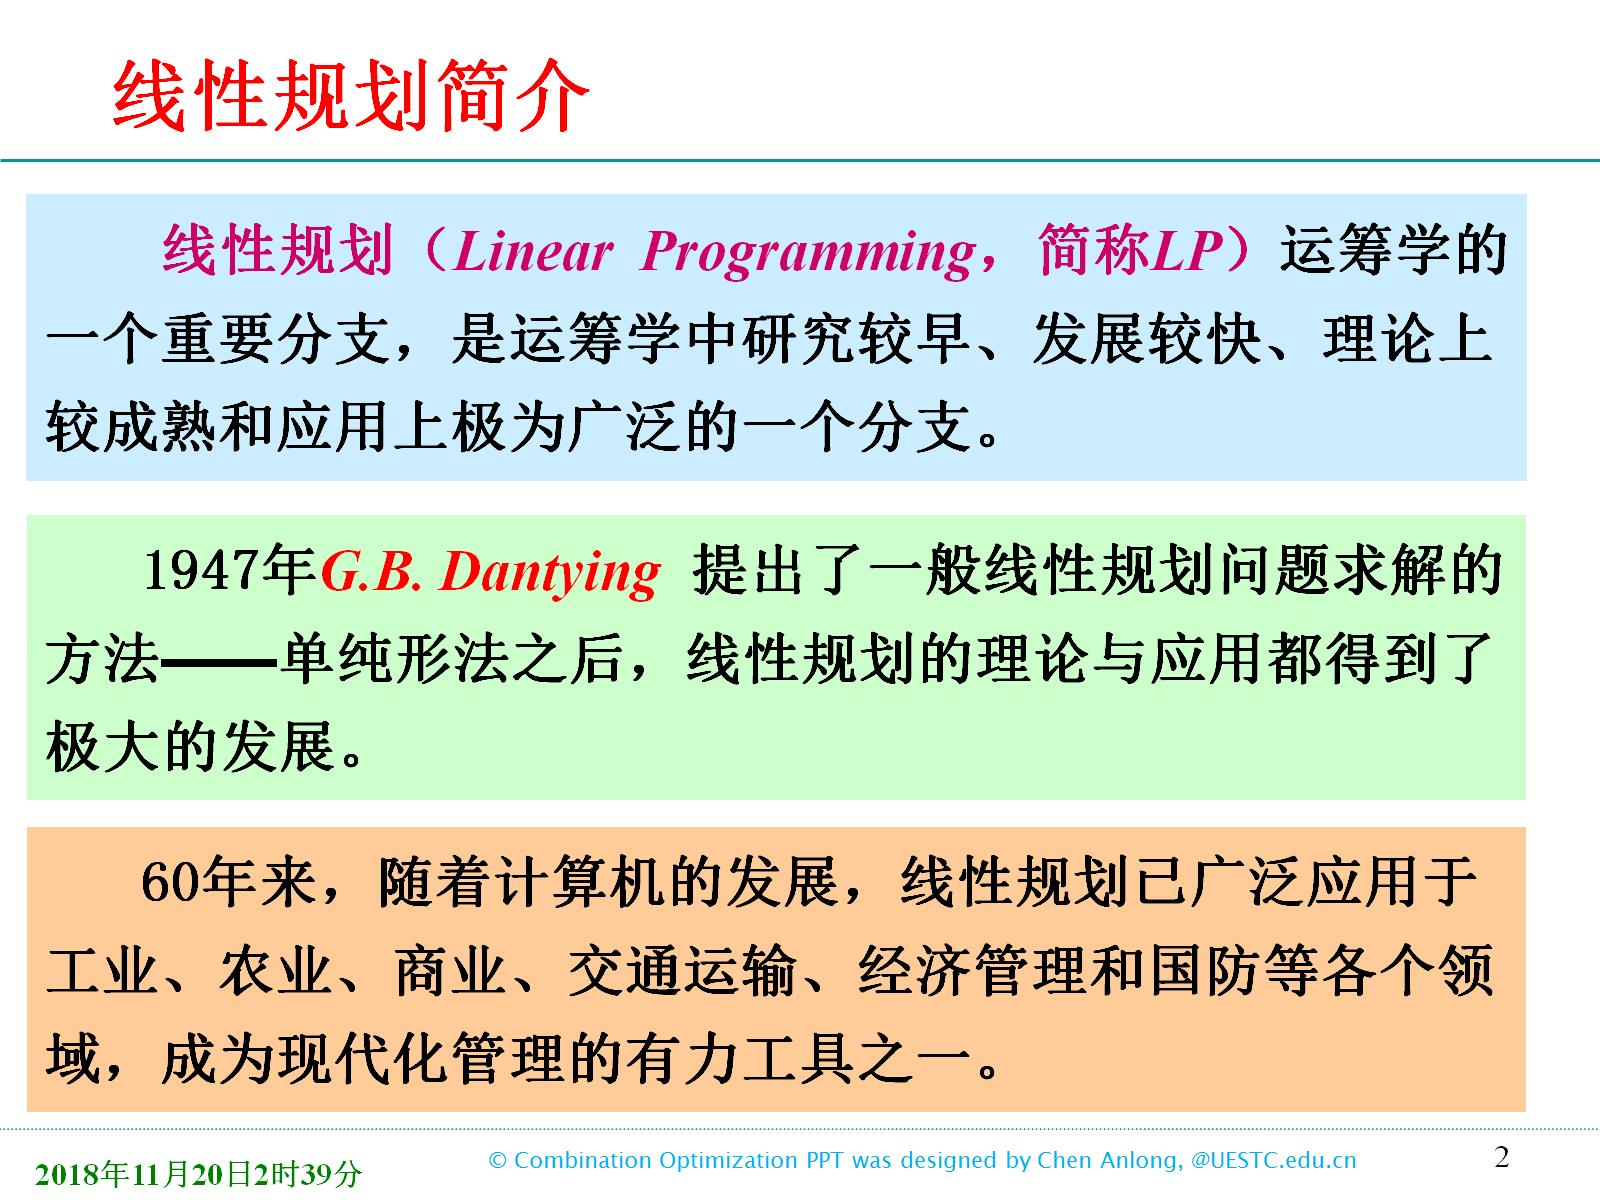 线性规划简介
线性规划（Linear Programming，简称LP）运筹学的
一个重要分支，是运筹学中研究较早、发展较快、理论上
较成熟和应用上极为广泛的一个分支。
1947年G.B. Dantying 提出了一般线性规划问题求解的
方法——单纯形法之后，线性规划的理论与应用都得到了
极大的发展。
60年来，随着计算机的发展，线性规划已广泛应用于
工业、农业、商业、交通运输、经济管理和国防等各个领
域，成为现代化管理的有力工具之一。
2018年11月20日2时39分
© Combination Optimization PPT was designed by Chen Anlong, @UESTC.edu.cn
2